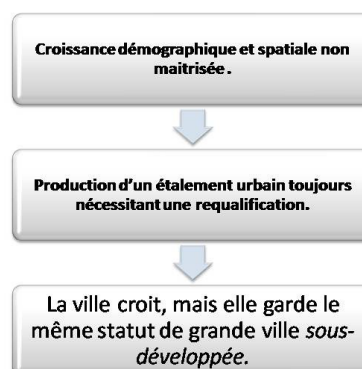 Croissance démographique et spatiale non
maitrisée .
Production d'un étalement urbain toujours
nécessitant une requalification.
La ville croit, mais elle garde le
même statut de grande ville sous-
développée.